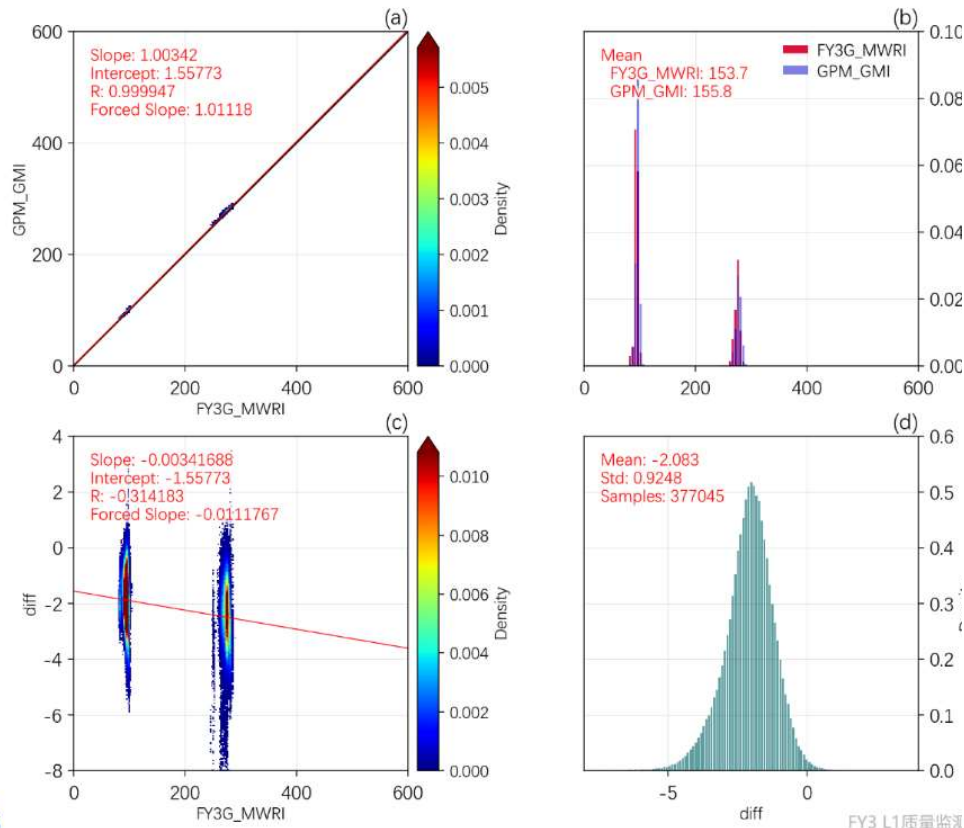 (a)
600
400
200
0
GPM_GMI
Slope: 1.00342
Intercept: 1.55773
R: 0.999947
Forced Slope: 1.01118
0 200 400 600
FY3G_MWRI
0.005
0.004
0.003
0.002
0.001
0.000
Density
(b)
Mean
FY3G_MWRI: 153.7
GPM_GMI: 155.8
FY3G_MWRI
GPM_GMI
0.10
0.08
0.06
0.04
0.02
0.00
0 200 400 600
(c)
4
2
0
-2
-4
-6
-8
diff
Slope: -0.00341688
Intercept: -1.55773
R: -0.314183
Forced Slope: -0.0111767
0 200 400 600
FY3G_MWRI
0.010
0.008
0.006
0.004
0.002
0.000
Density
(d)
Mean: -2.083
Std: 0.9248
Samples: 377045
0.6
0.5
0.4
0.3
0.2
0.1
0.0
-5 0
diff
FY3 L1质量监测